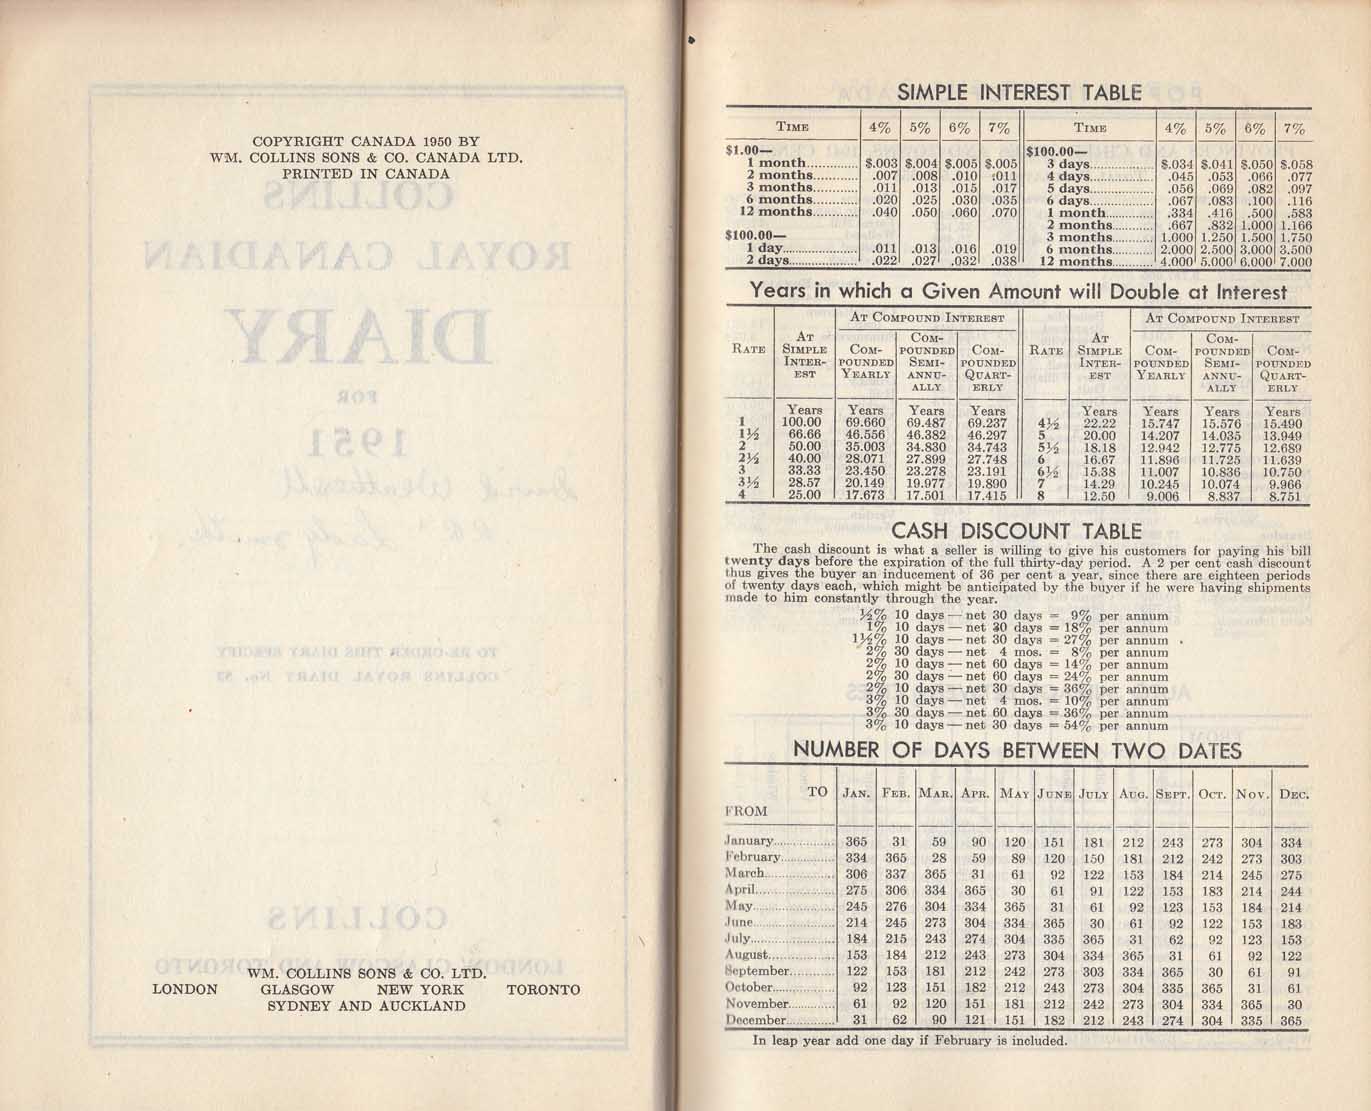 COPYRIGHT CANADA 1950 BY
WM. COLLINS SONS & CO. CANADA LTD.
PRINTED IN CANADA
WM. COLLINS SONS & CO. LTD.
LONDON GLASGOW NEW YORK TORONTO
SYDNEY AND AUCKLAND
SIMPLE INTEREST TABLE
TIME 4% 5% 6% 7% TIME 4% 5% 6% 7%
$1.00— $100.00—
1 month $.003 $.004 $.005 $.005 3 days $.034 $.041 $.050 $.058
2 months .007 .008 .010 .011 4 days .045 .053 .066 .077
3 months .011 .013 .015 .017 5 days .056 .069 .082 .097
6 months .020 .025 .030 .035 6 days .067 .083 .100 .116
12 months .040 .050 .060 .070 1 month .334 .416 .500 .583
2 months .667 .832 1.000 1.166
$100.00— 3 months 1.000 1.250 1.500 1.750
1 day .011 .013 .016 .019 6 months 2.000 2.500 3.000 3.500
2 days .022 .027 .032 .038 12 months 4.000 5.000 6.000 7.000
Years in which a Given Amount will Double at Interest
RATE AT SIMPLE INTER-EST AT COMPOUND INTEREST COM-POUNDED YEARLY COM-POUNDED SEMI-ANNU-ALLY COM-POUNDED QUART-ERLY RATE AT SIMPLE INTER-EST AT COMPOUND INTEREST COM-POUNDED YEARLY COM-POUNDED SEMI-ANNU-ALLY COM-POUNDED QUART-ERLY
Years Years Years Years Years Years Years Years
1 100.00 69.660 69.487 69.237 4½ 22.22 15.747 15.576 15.490
1½ 66.66 46.556 46.382 46.297 5 20.00 14.207 14.035 13.949
2 50.00 35.003 34.830 34.743 5½ 18.18 12.942 12.775 12.689
2½ 40.00 28.071 27.899 27.748 6 16.67 11.896 11.725 11.639
3 33.33 23.450 23.278 23.191 6½ 15.38 11.007 10.836 10.750
3½ 28.57 20.149 19.977 19.890 7 14.29 10.245 10.074 9.966
4 25.00 17.673 17.501 17.415 8 12.50 9.006 8.837 8.751
CASH DISCOUNT TABLE
The cash discount is what a seller is willing to give his customers for paying his bill
twenty days before the expiration of the full thirty-day period. A 2 per cent cash discount
thus gives the buyer an inducement of 36 per cent a year, since there are eighteen periods
of twenty days each, which might be anticipated by the buyer if he were having shipments
made to him constantly through the year.
½% 10 days — net 30 days = 9% per annum
1% 10 days — net 30 days = 18% per annum
1½% 10 days — net 30 days = 27% per annum
2% 30 days — net 4 mos. = 8% per annum
2% 10 days — net 60 days = 14% per annum
2% 30 days — net 60 days = 24% per annum
2% 10 days — net 30 days = 36% per annum
3% 10 days — net 4 mos. = 10% per annum
3% 30 days — net 60 days = 36% per annum
3% 10 days — net 30 days = 54% per annum
NUMBER OF DAYS BETWEEN TWO DATES
TO JAN. FEB. MAR. APR. MAY JUNE JULY AUG. SEPT. OCT. NOV. DEC.
FROM
January 365 31 59 90 120 151 181 212 243 273 304 334
February 334 365 28 59 89 120 150 181 212 242 273 303
March 306 337 365 31 61 92 122 153 184 214 245 275
April 275 306 334 365 30 61 91 122 153 183 214 244
May 245 276 304 334 365 31 61 92 123 153 184 214
June 214 245 273 304 334 365 30 61 92 122 153 183
July 184 215 243 274 304 335 365 31 62 92 123 153
August 153 184 212 243 273 304 334 365 31 61 92 122
September 122 153 181 212 242 273 303 334 365 30 61 91
October 92 123 151 182 212 243 273 304 335 365 31 61
November 61 92 120 151 181 212 242 273 304 334 365 30
December 31 62 90 121 151 182 212 243 274 304 335 365
In leap year add one day if February is included.